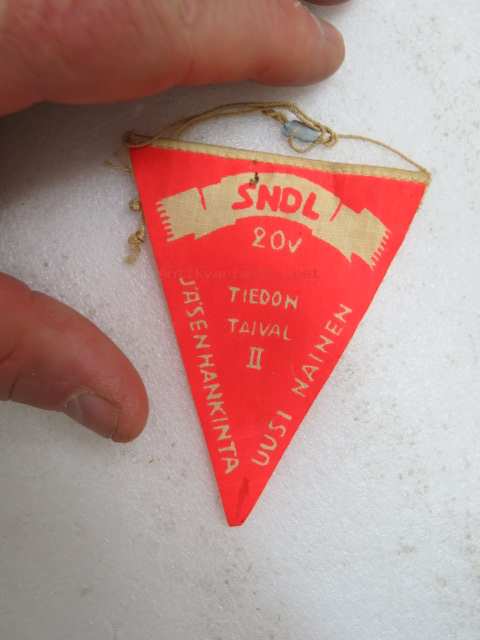 SNDL
20v
TIEDON
TAIVAL
II
JÄSENHANKINTA
UUSI NAINEN